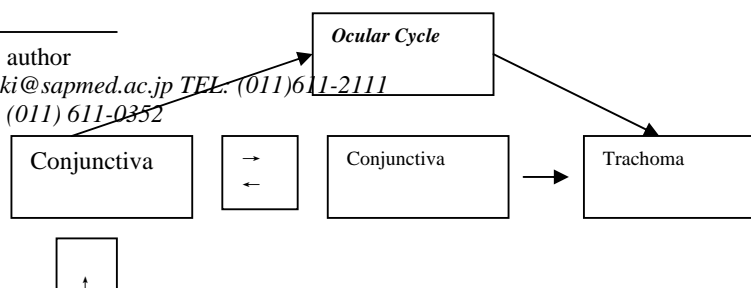 Ocular Cycle
author
ki@sapmed.ac.jp TEL: (011)611-2111
(011) 611-0352
Conjunctiva → Conjunctiva Trachoma
←
↑